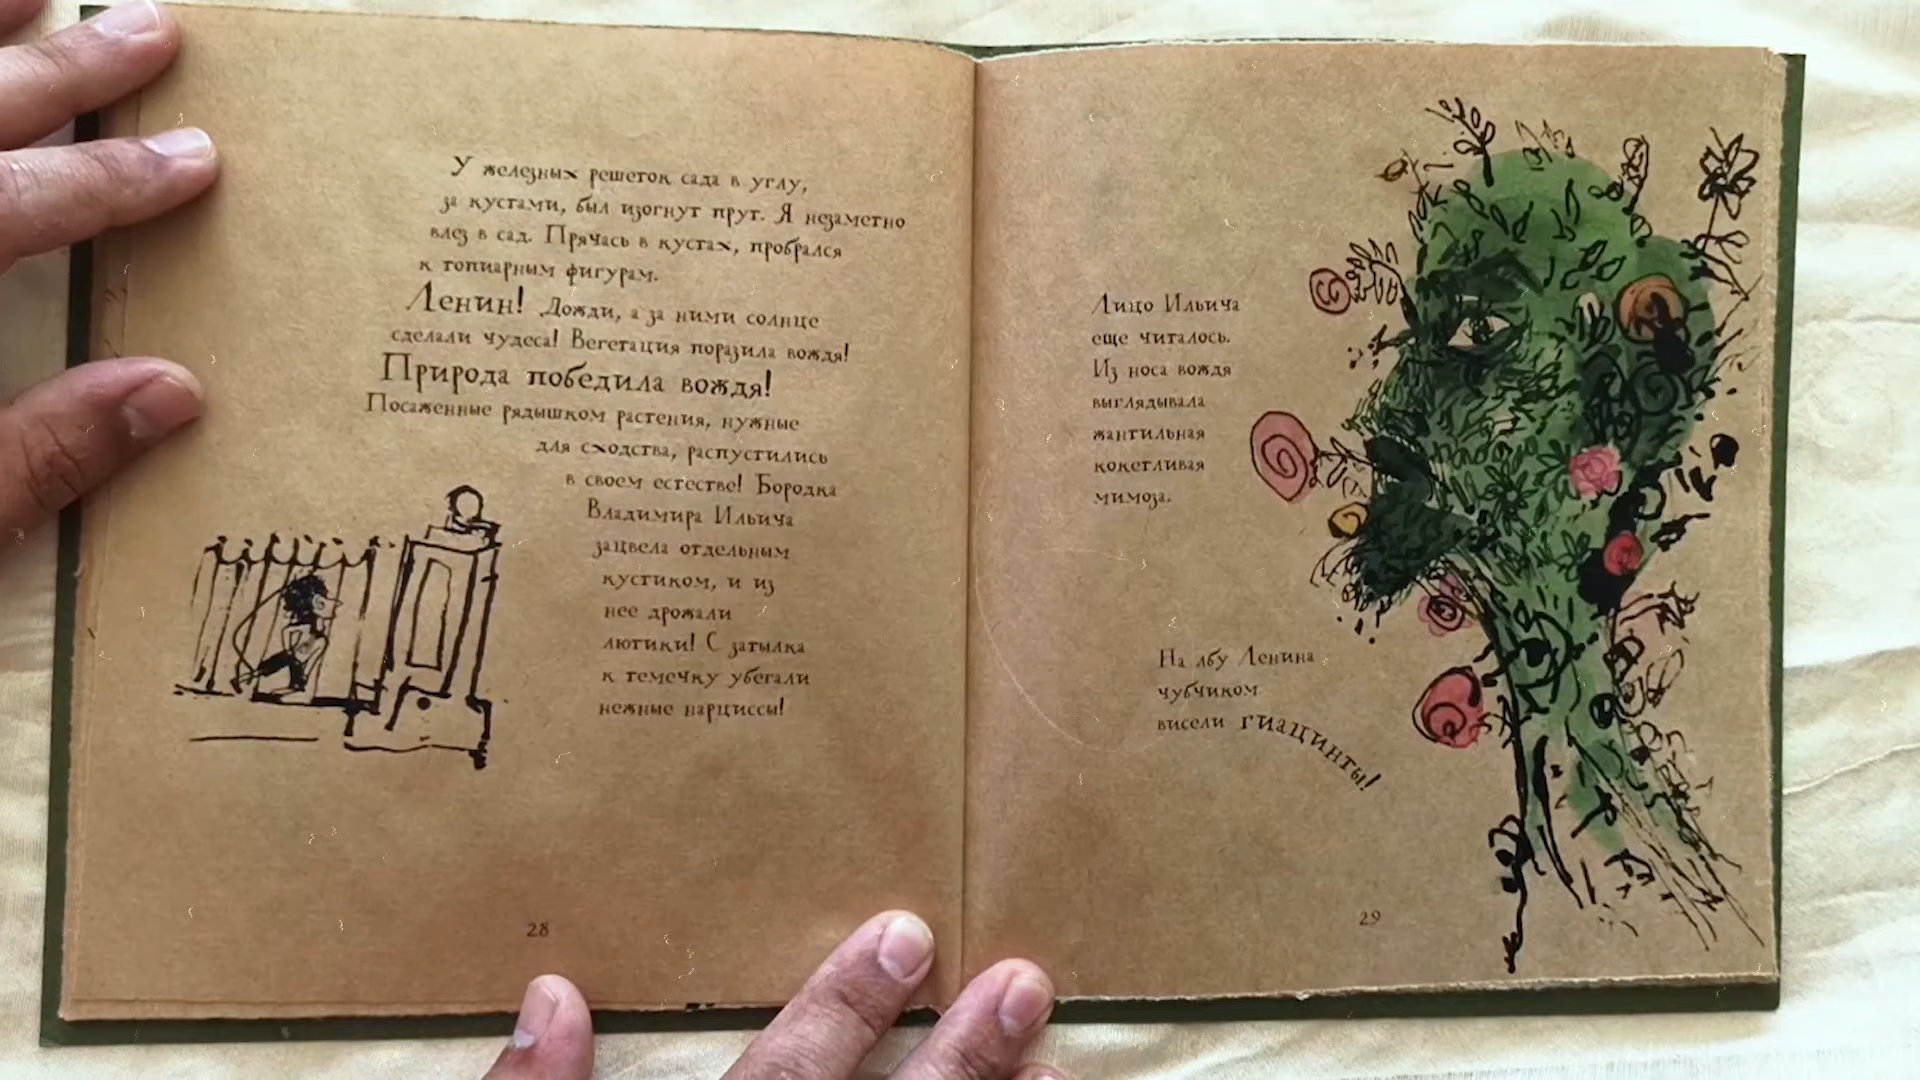 У железных решеток сада в углу,
за кустами, был изогнут прут. Я незаметно
влез в сад. Прячась в кустах, пробрался
к топиарным фигурам.
Ленин! Дожди, а за ними солнце
сделали чудеса! Вегетация поразила вождя!
Природа победила вождя!
Посаженные рядышком растения, нужные
для сходства, распустились
в своем естестве! Бородка
Владимира Ильича
зацвела отдельным
кустиком, и из
нее дрожали
лютики! С затылка
к темечку убегали
нежные нарциссы!
28
Лицо Ильича
еще читалось.
Из носа вождя
выглядывала
жантильная
кокетливая
мимоза.
На лбу Ленина
чубчиком
висели гиацинты!
29